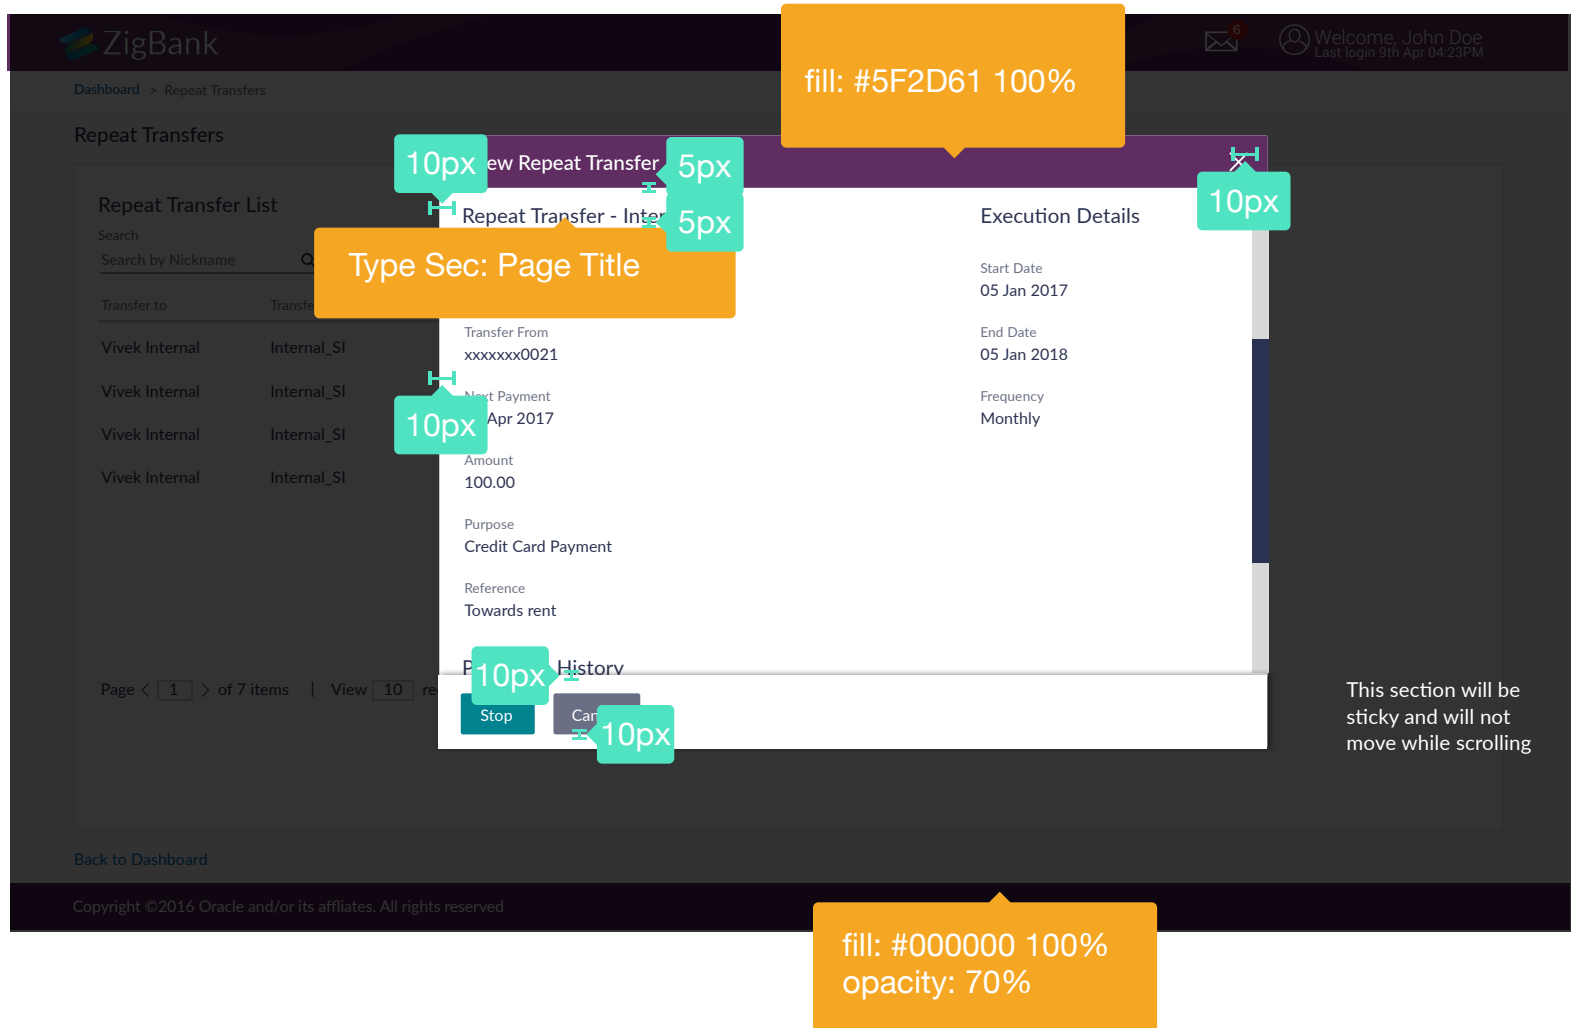 ZigBank
6
Welcome, John Doe
Last login 9th Apr 04:23PM
fill: #5F2D61 100%
Dashboard > Repeat Transfers
Repeat Transfers
10px
ew Repeat Transfer
5px
10px
Repeat Transfer List
Search
Search by Nickname
Repeat Transfer - Inter
5px
Execution Details
Type Sec: Page Title
Start Date
05 Jan 2017
Transfer to
Transfe
Transfer From
xxxxxxx0021
End Date
05 Jan 2018
Vivek Internal
Internal_SI
Vivek Internal
Internal_SI
Vivek Internal
Internal_SI
Vivek Internal
Internal_SI
Next Payment
Apr 2017
10px
Frequency
Monthly
Amount
100.00
Purpose
Credit Card Payment
Reference
Towards rent
P
History
10px
Page < 1 > of 7 items | View 10 re
Stop
Can
10px
This section will be
sticky and will not
move while scrolling
Back to Dashboard
Copyright ©2016 Oracle and/or its affliates. All rights reserved
fill: #000000 100%
opacity: 70%